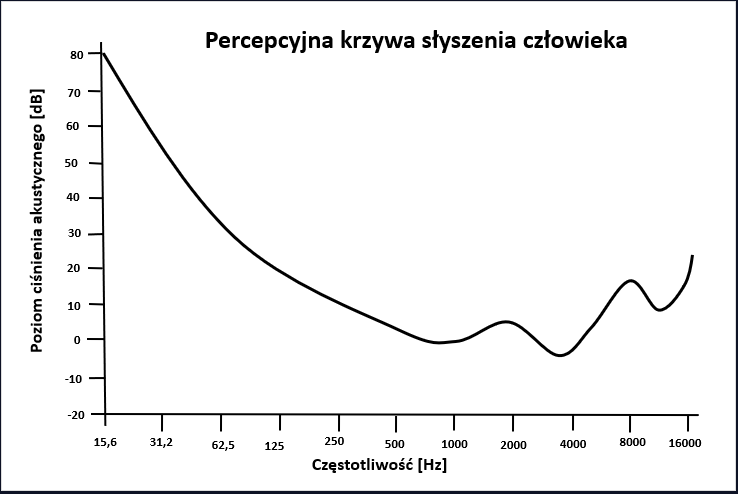 Percepcyjna krzywa słyszenia człowieka
Poziom ciśnienia akustycznego [dB]
80
70
60
50
40
30
20
10
0
-10
-20
15,6 31,2 62,5 125 250 500 1000 2000 4000 8000 16000
Częstotliwość [Hz]